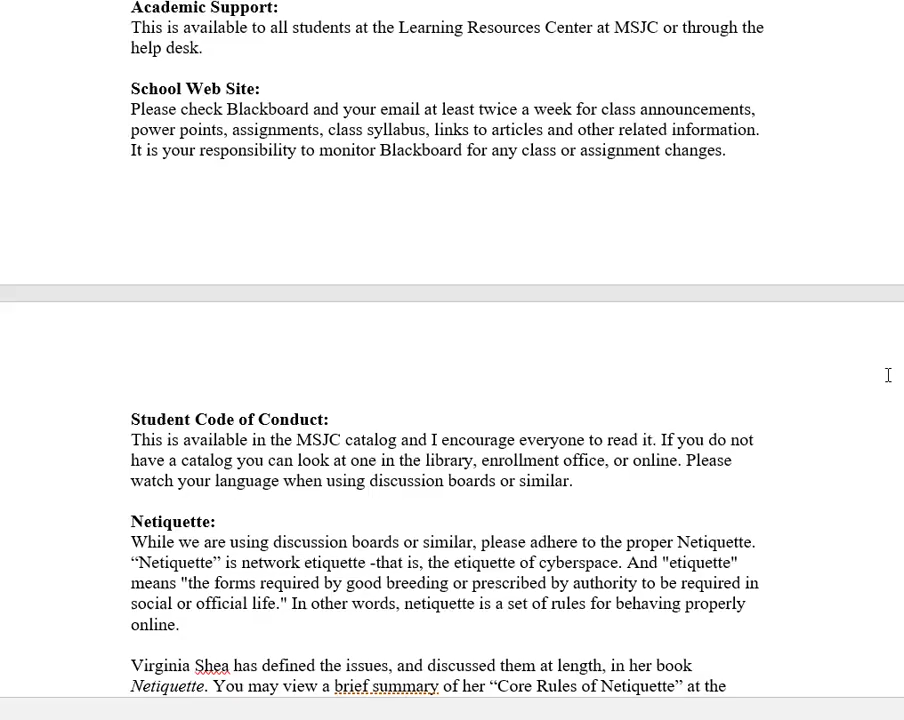 Academic Support:
This is available to all students at the Learning Resources Center at MSJC or through the
help desk.
School Web Site:
Please check Blackboard and your email at least twice a week for class announcements,
power points, assignments, class syllabus, links to articles and other related information.
It is your responsibility to monitor Blackboard for any class or assignment changes.
Student Code of Conduct:
This is available in the MSJC catalog and I encourage everyone to read it. If you do not
have a catalog you can look at one in the library, enrollment office, or online. Please
watch your language when using discussion boards or similar.
Netiquette:
While we are using discussion boards or similar, please adhere to the proper Netiquette.
“Netiquette” is network etiquette -that is, the etiquette of cyberspace. And "etiquette"
means "the forms required by good breeding or prescribed by authority to be required in
social or official life." In other words, netiquette is a set of rules for behaving properly
online.
Virginia Shea has defined the issues, and discussed them at length, in her book
Netiquette. You may view a brief summary of her “Core Rules of Netiquette” at the